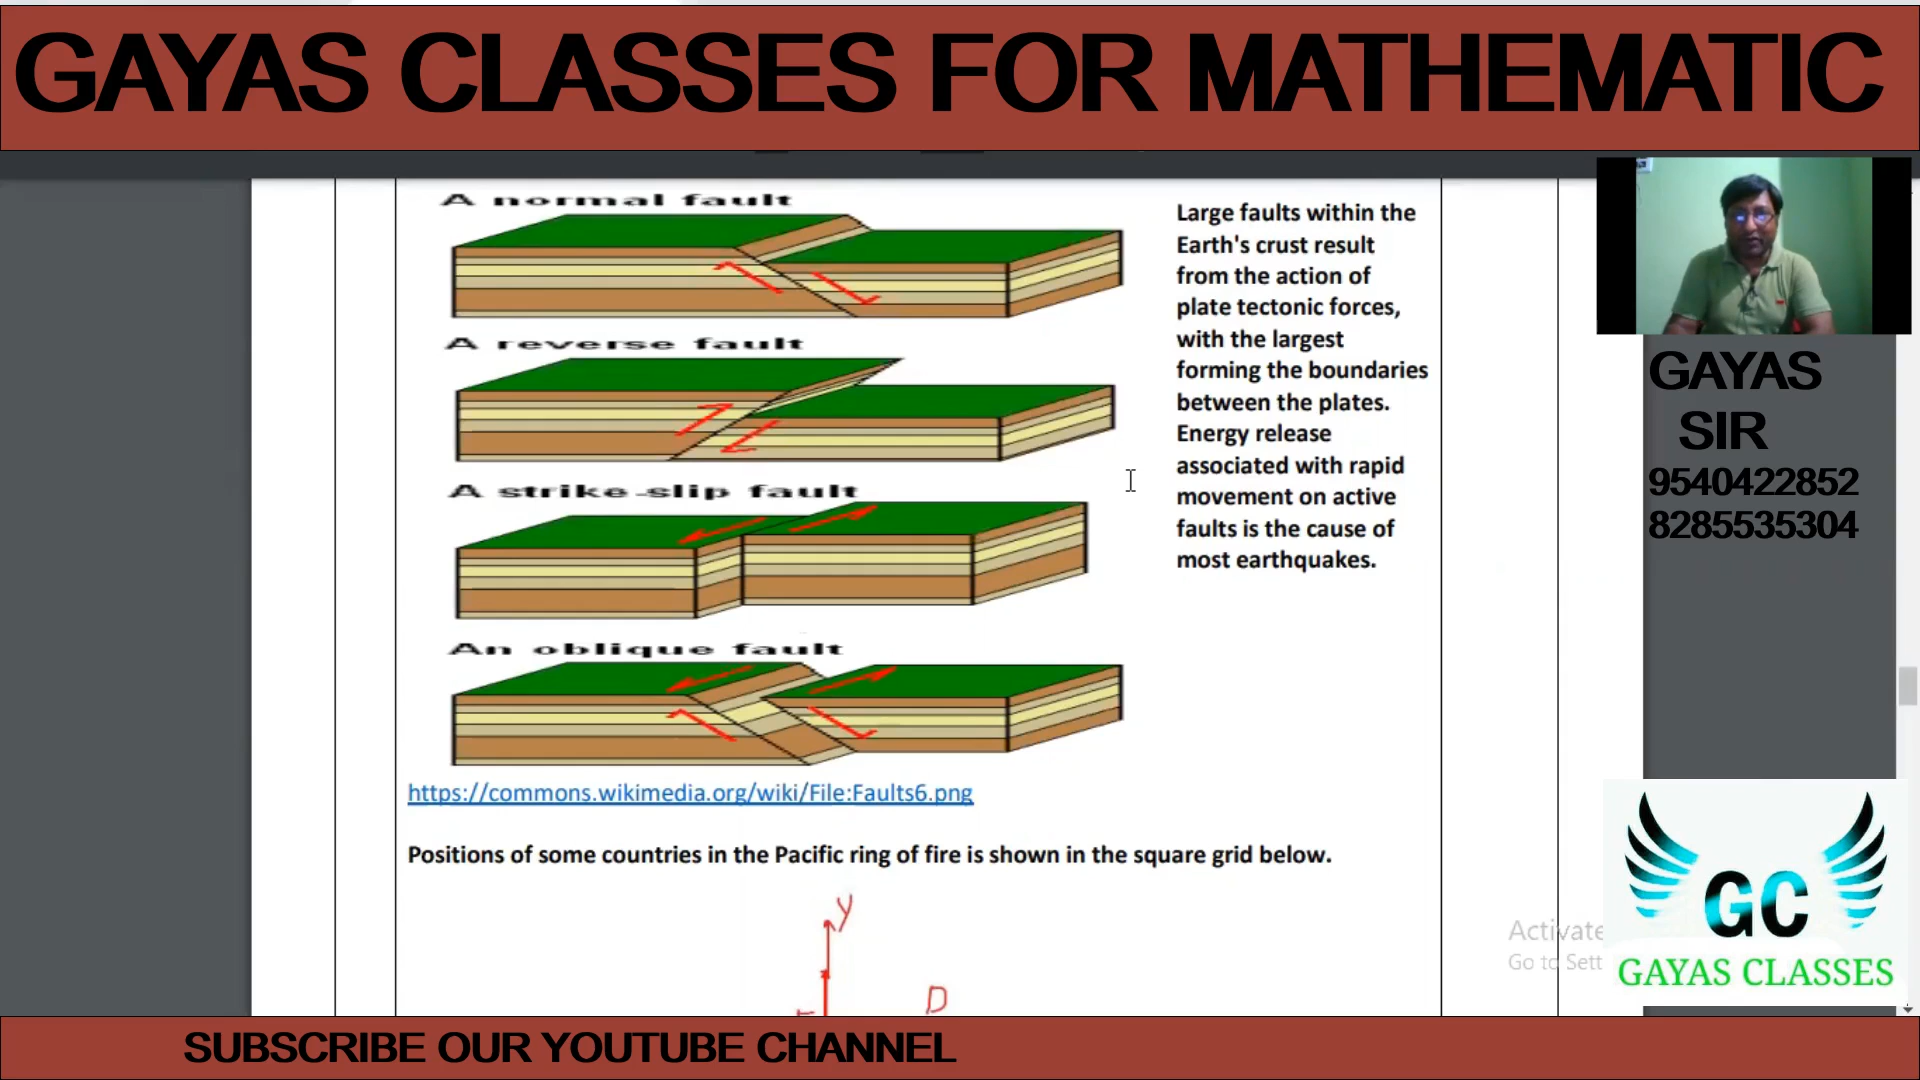 GAYAS CLASSES FOR MATHEMATIC
A normal fault
A reverse fault
A strike-slip fault
An oblique fault
Large faults within the
Earth's crust result
from the action of
plate tectonic forces,
with the largest
forming the boundaries
between the plates.
Energy release
associated with rapid
movement on active
faults is the cause of
most earthquakes.
https://commons.wikimedia.org/wiki/File:Faults6.png
Positions of some countries in the Pacific ring of fire is shown in the square grid below.
y
D
GAYAS
SIR
9540422852
8285535304
Activate
Go to Sett
GC
GAYAS CLASSES
SUBSCRIBE OUR YOUTUBE CHANNEL